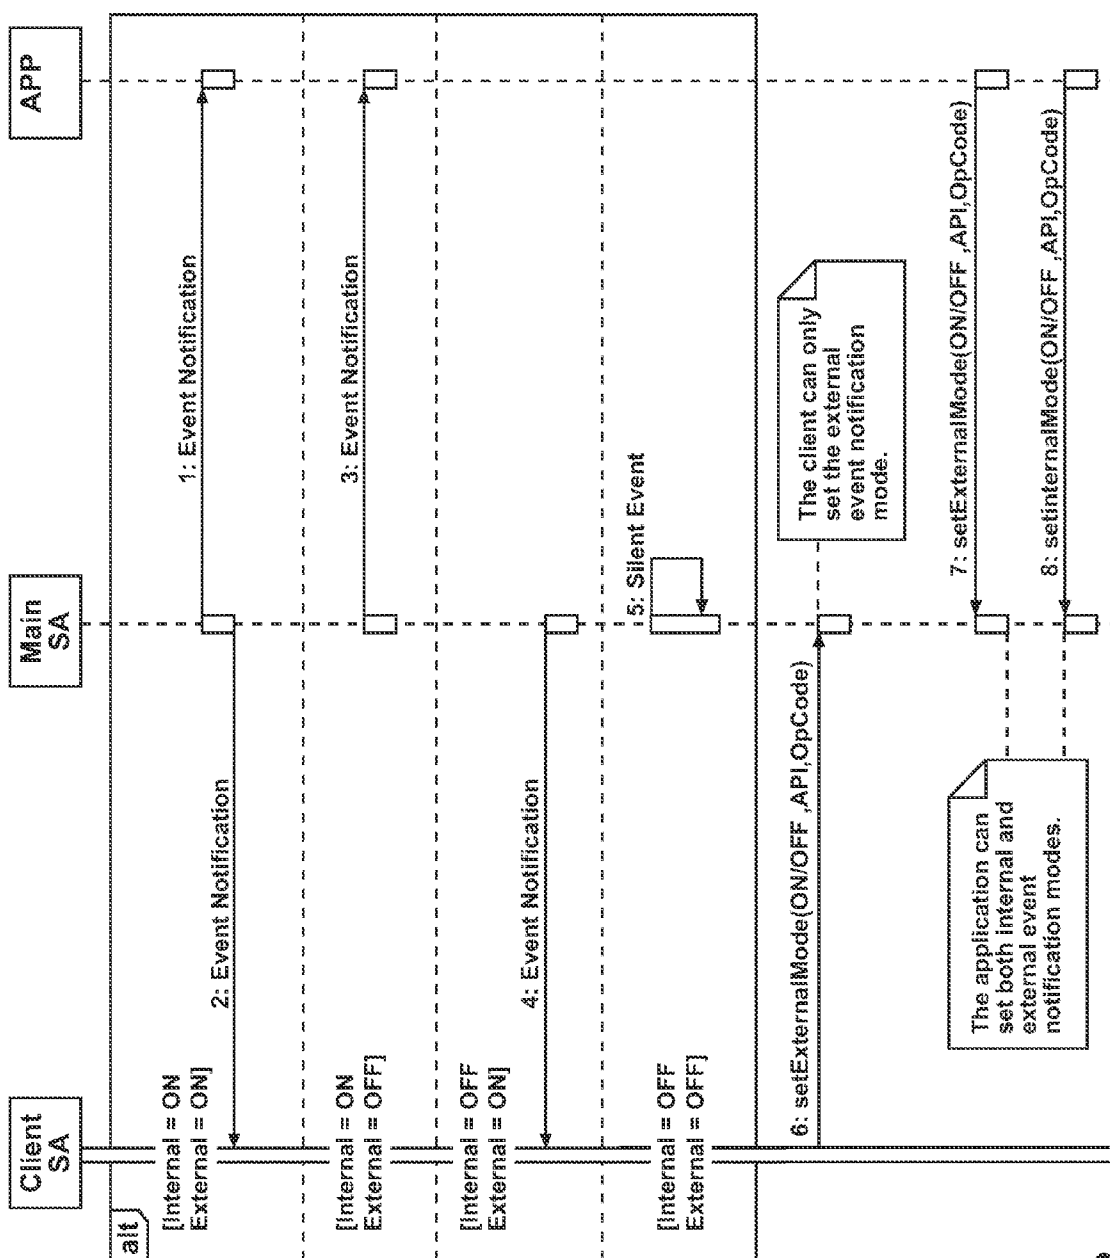 Client
SA
Main
SA
APP
alt
[Internal = ON
External = ON]
1: Event Notification
2: Event Notification
[Internal = ON
External = OFF]
3: Event Notification
[Internal = OFF
External = ON]
4: Event Notification
[Internal = OFF
External = OFF]
5: Silent Event
6: setExternalMode(ON/OFF ,API,OpCode)
The client can only
set the external
event notification
mode.
7: setExternalMode(ON/OFF ,API,OpCode)
8: setinternalMode(ON/OFF ,API,OpCode)
The application can
set both internal and
external event
notification modes.